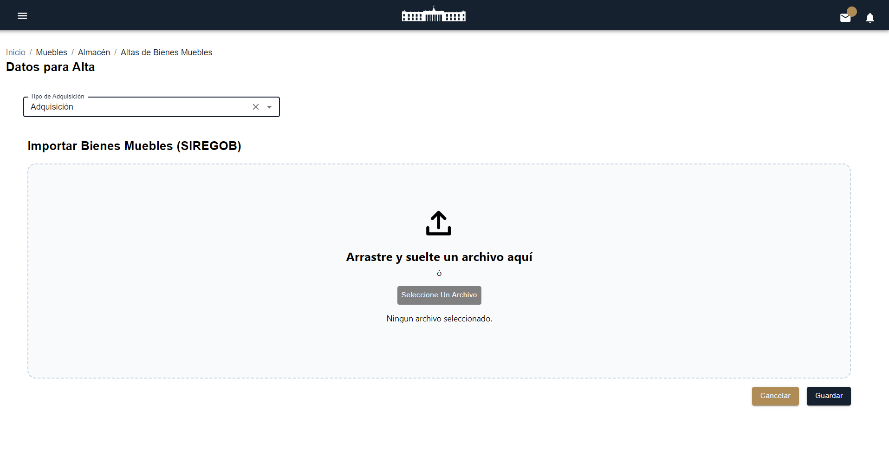 Inicio / Muebles / Almacén / Altas de Bienes Muebles
Datos para Alta
Tipo de Adquisición
Adquisición
Importar Bienes Muebles (SIREGOB)
Arrastre y suelte un archivo aquí
ó
Seleccione Un Archivo
Ningun archivo seleccionado.
Cancelar Guardar